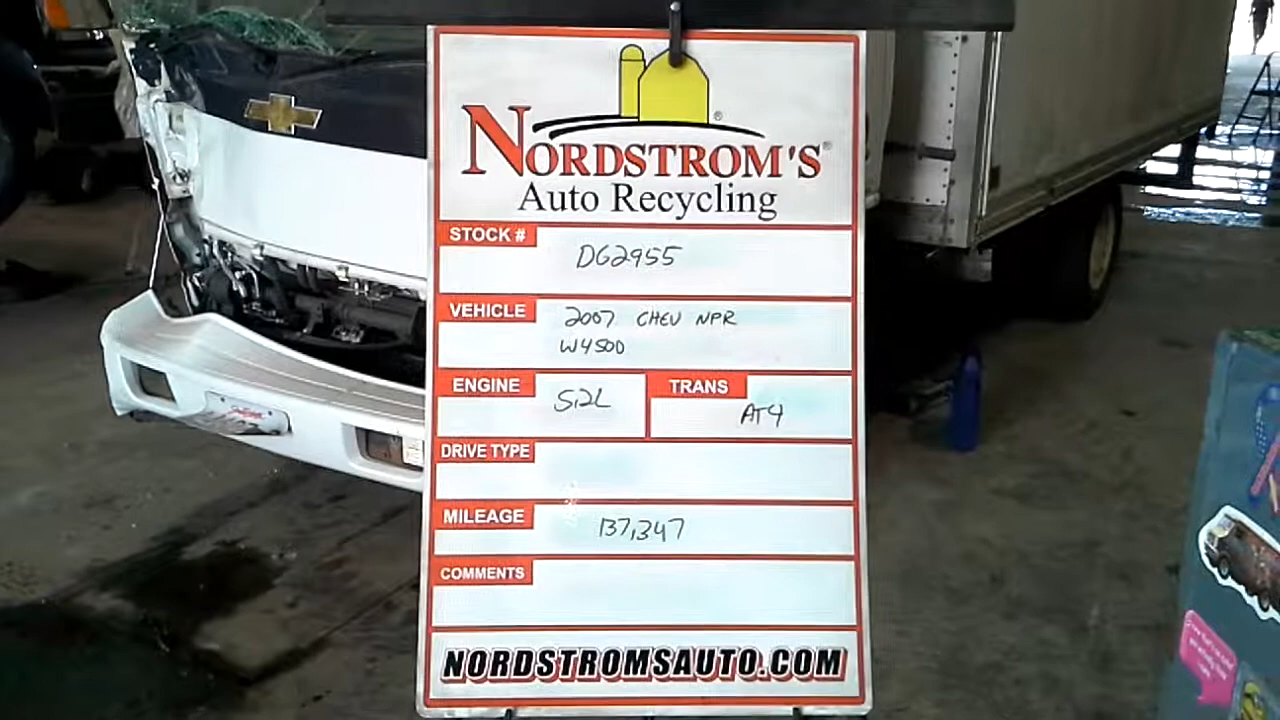 NORDSTROM'S®
Auto Recycling
STOCK # DG2955
VEHICLE 2007 CHEV NPR
W4500
ENGINE 5.2L TRANS AT4
DRIVE TYPE
MILEAGE 137,347
COMMENTS
NORDSTROMSAUTO.COM